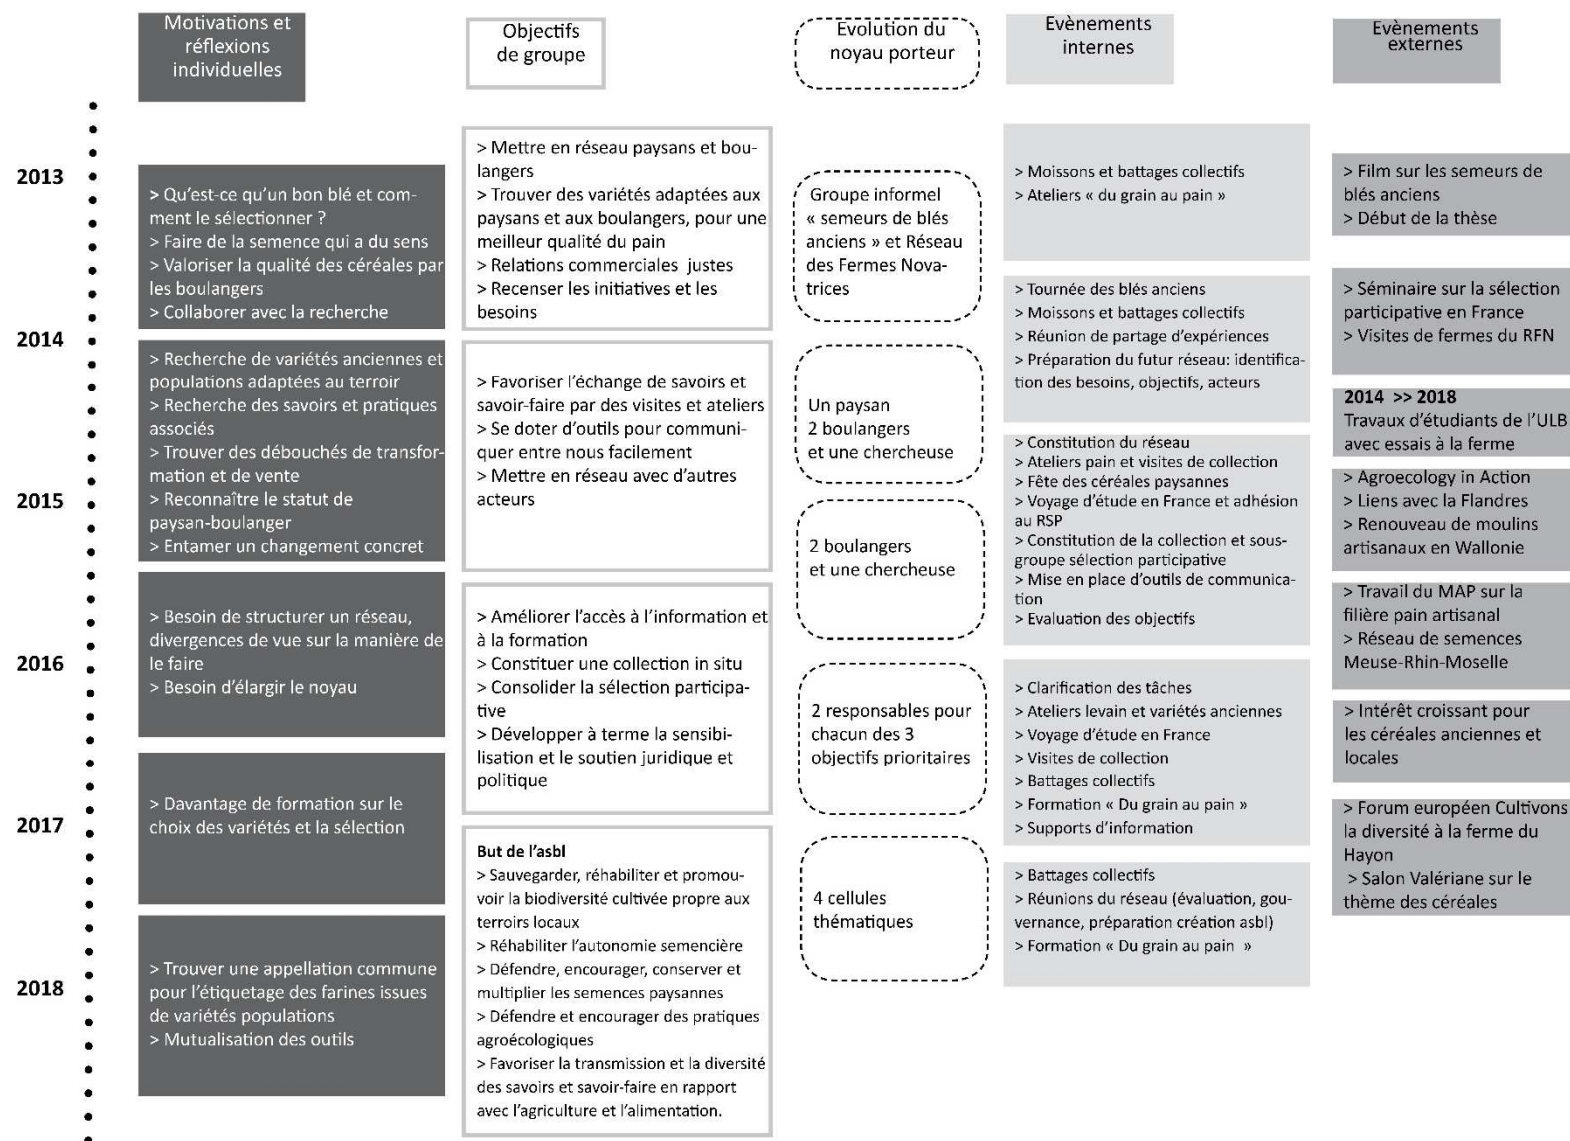 Motivations et
réflexions
individuelles
Objectifs
de groupe
Evolution du
noyau porteur
Evènements
internes
Evènements
externes
2013
2014
2015
2016
2017
2018
> Qu'est-ce qu'un bon blé et com-
ment le sélectionner ?
> Faire de la semence qui a du sens
> Valoriser la qualité des céréales par
les boulangers
> Collaborer avec la recherche
> Recherche de variétés anciennes et
populations adaptées au terroir
> Recherche des savoirs et pratiques
associés
> Trouver des débouchés de transfor-
mation et de vente
> Reconnaître le statut de
paysan-boulanger
> Entamer un changement concret
> Besoin de structurer un réseau,
divergences de vue sur la manière de
le faire
> Besoin d'élargir le noyau
> Davantage de formation sur le
choix des variétés et la sélection
> Trouver une appellation commune
pour l'étiquetage des farines issues
de variétés populations
> Mutualisation des outils
> Mettre en réseau paysans et bou-
langers
> Trouver des variétés adaptées aux
paysans et aux boulangers, pour une
meilleur qualité du pain
> Relations commerciales justes
> Recenser les initiatives et les
besoins
> Favoriser l'échange de savoirs et
savoir-faire par des visites et ateliers
> Se doter d'outils pour communi-
quer entre nous facilement
> Mettre en réseau avec d'autres
acteurs
> Améliorer l'accès à l'information et
à la formation
> Constituer une collection in situ
> Consolider la sélection participa-
tive
> Développer à terme la sensibi-
lisation et le soutien juridique et
politique
But de l'asbl
> Sauvegarder, réhabiliter et promou-
voir la biodiversité cultivée propre aux
terroirs locaux
> Réhabiliter l'autonomie semencière
> Défendre, encourager, conserver et
multiplier les semences paysannes
> Défendre et encourager des pratiques
agroécologiques
> Favoriser la transmission et la diversité
des savoirs et savoir-faire en rapport
avec l'agriculture et l'alimentation.
Groupe informel
« semeurs de blés
anciens » et Réseau
des Fermes Nova-
trices
Un paysan
2 boulangers
et une chercheuse
2 boulangers
et une chercheuse
2 responsables pour
chacun des 3
objectifs prioritaires
4 cellules
thématiques
> Moissons et battages collectifs
> Ateliers « du grain au pain »
> Tournée des blés anciens
> Moissons et battages collectifs
> Réunion de partage d'expériences
> Préparation du futur réseau: identifica-
tion des besoins, objectifs, acteurs
> Constitution du réseau
> Ateliers pain et visites de collection
> Fête des céréales paysannes
> Voyage d'étude en France et adhésion
au RSP
> Constitution de la collection et sous-
groupe sélection participative
> Mise en place d'outils de communica-
tion
> Evaluation des objectifs
> Clarification des tâches
> Ateliers levain et variétés anciennes
> Voyage d'étude en France
> Visites de collection
> Battages collectifs
> Formation « Du grain au pain »
> Supports d'information
> Battages collectifs
> Réunions du réseau (évaluation, gou-
vernance, préparation création asbl)
> Formation « Du grain au pain »
> Film sur les semeurs de
blés anciens
> Début de la thèse
> Séminaire sur la sélection
participative en France
> Visites de fermes du RFN
2014 >> 2018
Travaux d'étudiants de l'ULB
avec essais à la ferme
> Agroecology in Action
> Liens avec la Flandres
> Renouveau de moulins
artisanaux en Wallonie
> Travail du MAP sur la
filière pain artisanal
> Réseau de semences
Meuse-Rhin-Moselle
> Intérêt croissant pour
les céréales anciennes et
locales
> Forum européen Cultivons
la diversité à la ferme du
Hayon
> Salon Valériane sur le
thème des céréales